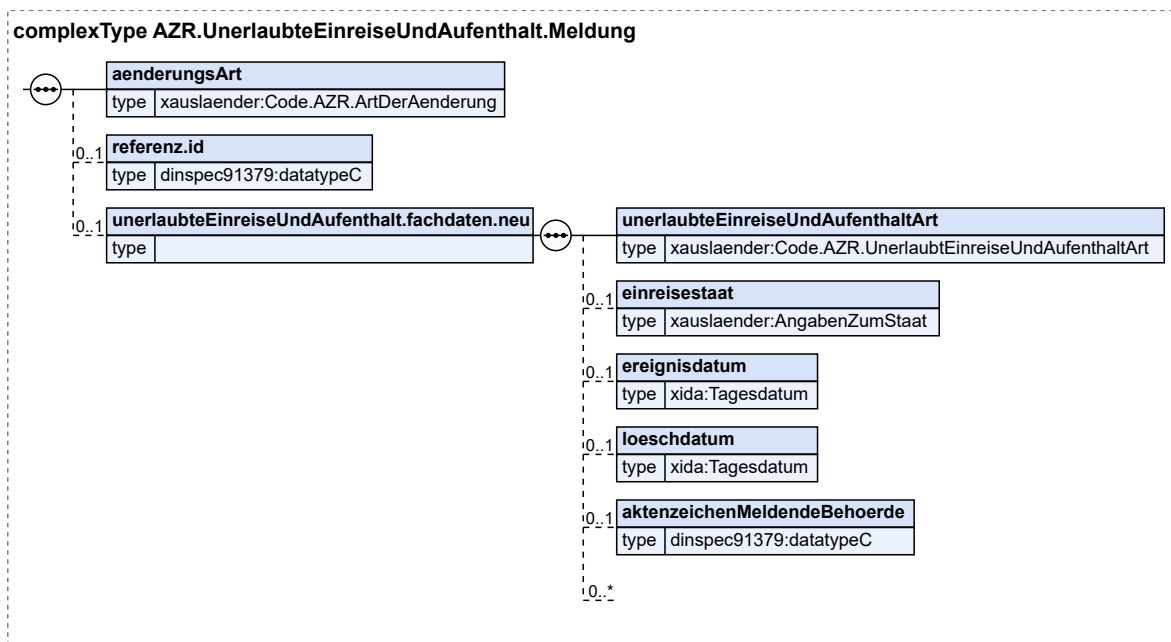 complexType AZR.UnerlaubteEinreiseUndAufenthalt.Meldung
aenderungsArt
type xauslaender:Code.AZR.ArtDerAenderung
0..1
referenz.id
type dinspec91379:datatypeC
0..1
unerlaubteEinreiseUndAufenthalt.fachdaten.neu
type
unerlaubteEinreiseUndAufenthaltArt
type xauslaender:Code.AZR.UnerlaubtEinreiseUndAufenthaltArt
0..1
einreisestaat
type xauslaender:AngabenZumStaat
0..1
ereignisdatum
type xida:Tagesdatum
0..1
loeschdatum
type xida:Tagesdatum
0..1
aktenzeichenMeldendeBehoerde
type dinspec91379:datatypeC
0..*